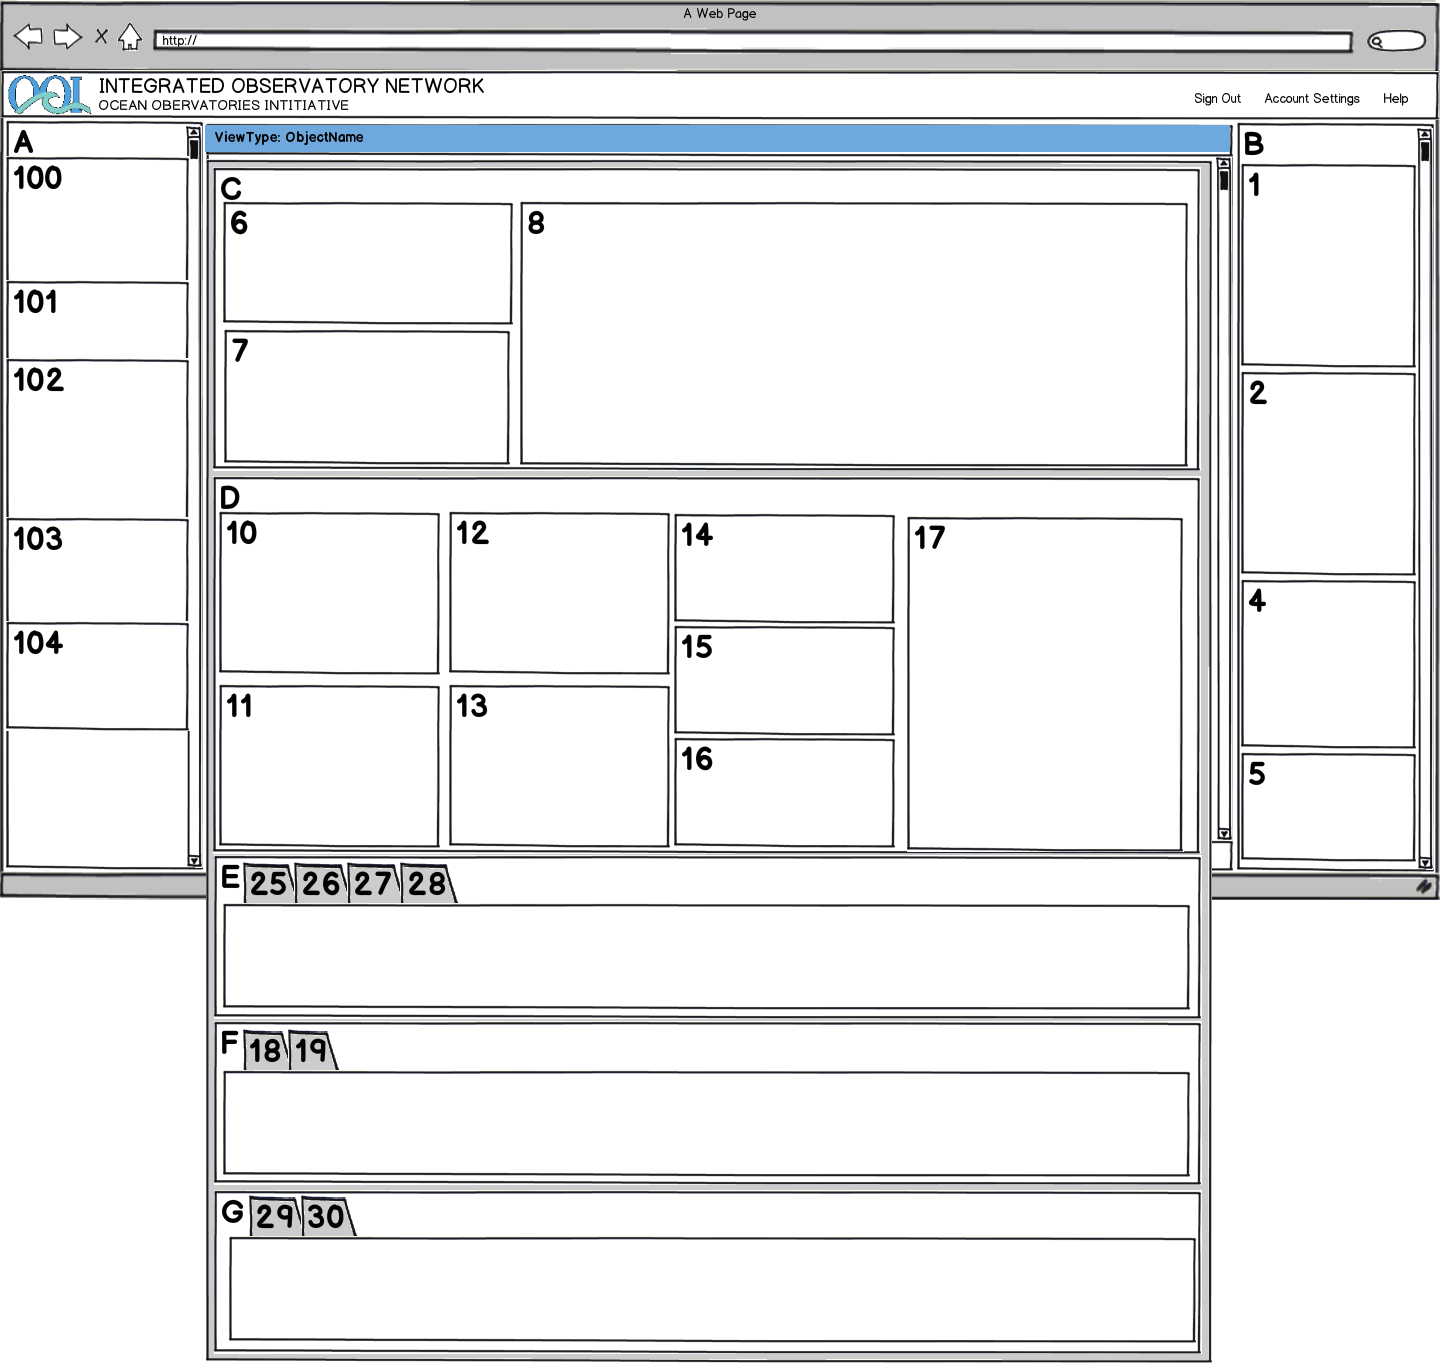 A Web Page
http://
OOI
INTEGRATED OBSERVATORY NETWORK
OCEAN OBERVATORIES INTITIATIVE
Sign Out Account Settings Help
A
100
101
102
103
104
ViewType: ObjectName
C
6
7
8
D
10
11
12
13
14
15
16
17
E 25 26 27 28
F 18 19
G 29 30
B
1
2
4
5